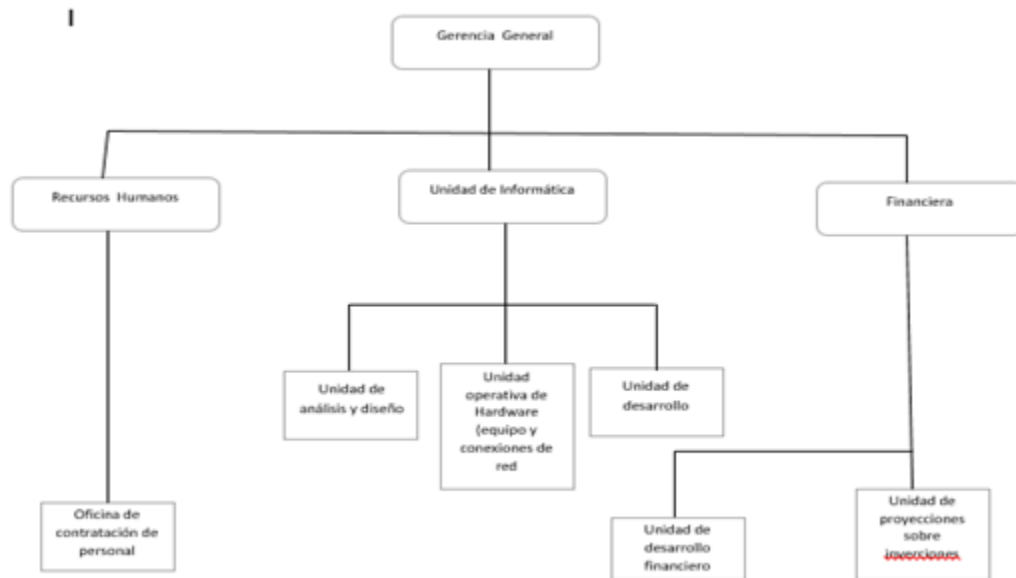 I
Gerencia General
Recursos Humanos
Unidad de Informática
Financiera
Unidad de
análisis y diseño
Unidad
operativa de
Hardware
(equipo y
conexiones de
red
Unidad de
desarrollo
Oficina de
contratación de
personal
Unidad de
desarrollo
financiero
Unidad de
proyecciones
sobre
inverciones